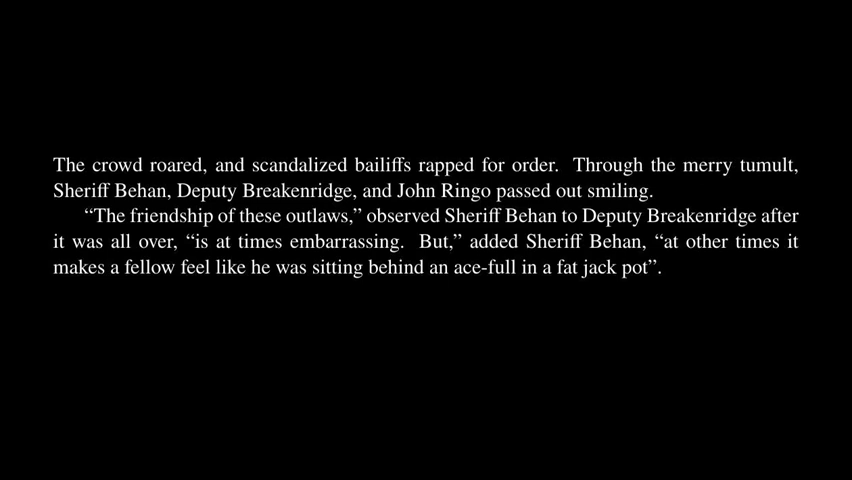 The crowd roared, and scandalized bailiffs rapped for order. Through the merry tumult,
Sheriff Behan, Deputy Breakenridge, and John Ringo passed out smiling.
“The friendship of these outlaws,” observed Sheriff Behan to Deputy Breakenridge after
it was all over, “is at times embarrassing. But,” added Sheriff Behan, “at other times it
makes a fellow feel like he was sitting behind an ace-full in a fat jack pot”.